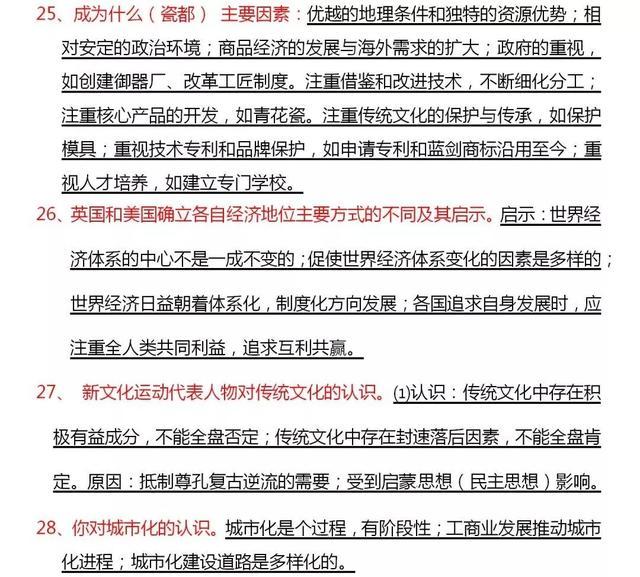 25、成为什么（瓷都） 主要因素：优越的地理条件和独特的资源优势；相
对安定的政治环境；商品经济的发展与海外需求的扩大；政府的重视，
如创建御器厂、改革工匠制度。注重借鉴和改进技术，不断细化分工；
注重核心产品的开发，如青花瓷。注重传统文化的保护与传承，如保护
模具；重视技术专利和品牌保护，如申请专利和蓝剑商标沿用至今；重
视人才培养，如建立专门学校。
26、英国和美国确立各自经济地位主要方式的不同及其启示。启示：世界经
济体系的中心不是一成不变的；促使世界经济体系变化的因素是多样的；
世界经济日益朝着体系化，制度化方向发展；各国追求自身发展时，应
注重全人类共同利益，追求互利共赢。
27、 新文化运动代表人物对传统文化的认识。⑴认识：传统文化中存在积
极有益成分，不能全盘否定；传统文化中存在封速落后因素，不能全盘肯
定。原因：抵制尊孔复古逆流的需要；受到启蒙思想（民主思想）影响。
28、你对城市化的认识。城市化是个过程，有阶段性；工商业发展推动城市
化进程；城市化建设道路是多样化的。